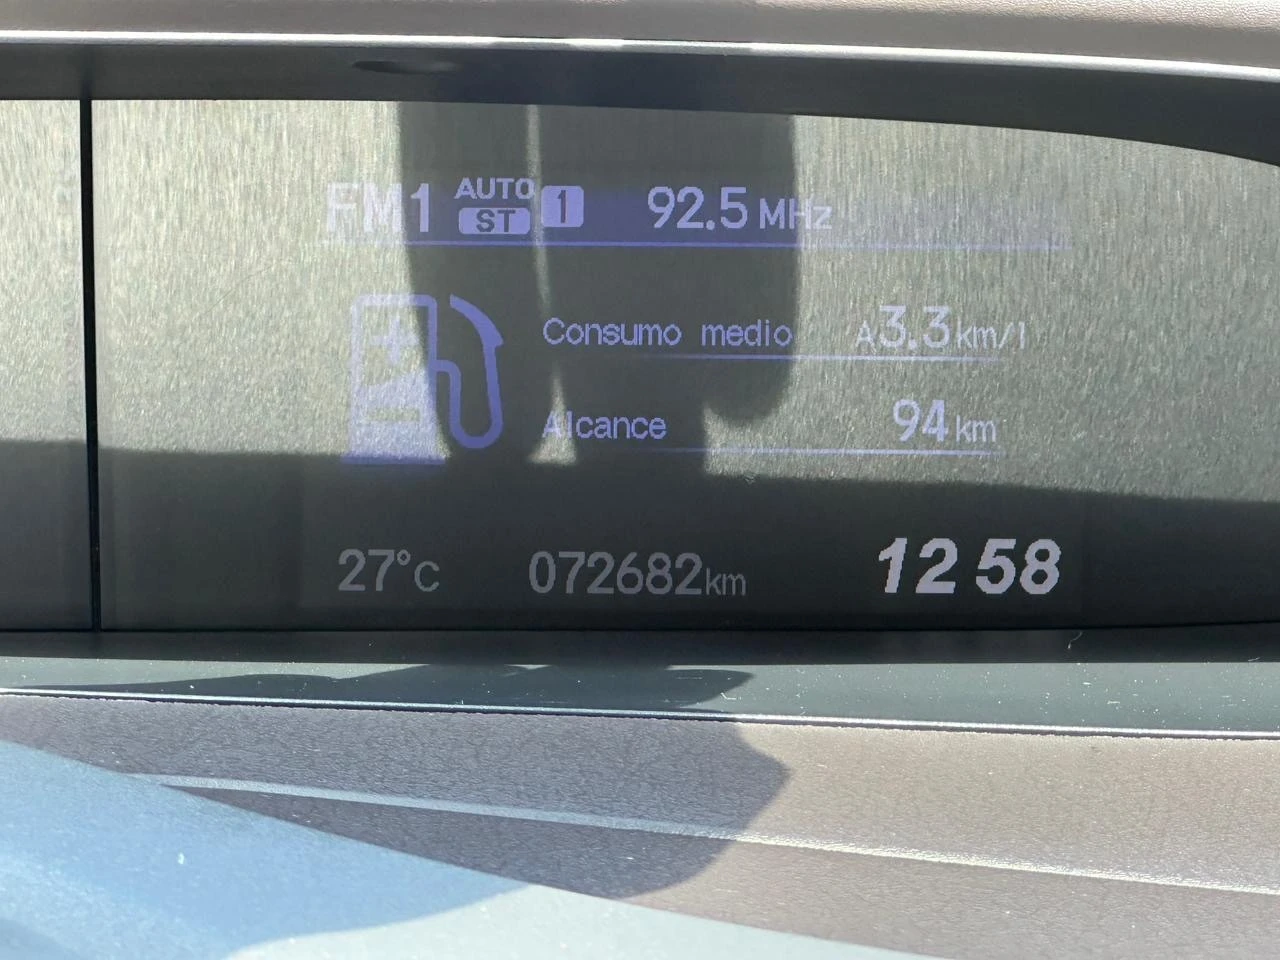 FM1 AUTO ST 1 92.5 MHz
Consumo medio A3.3 km/l
Alcance 94 km
27°C 072682km 12 58